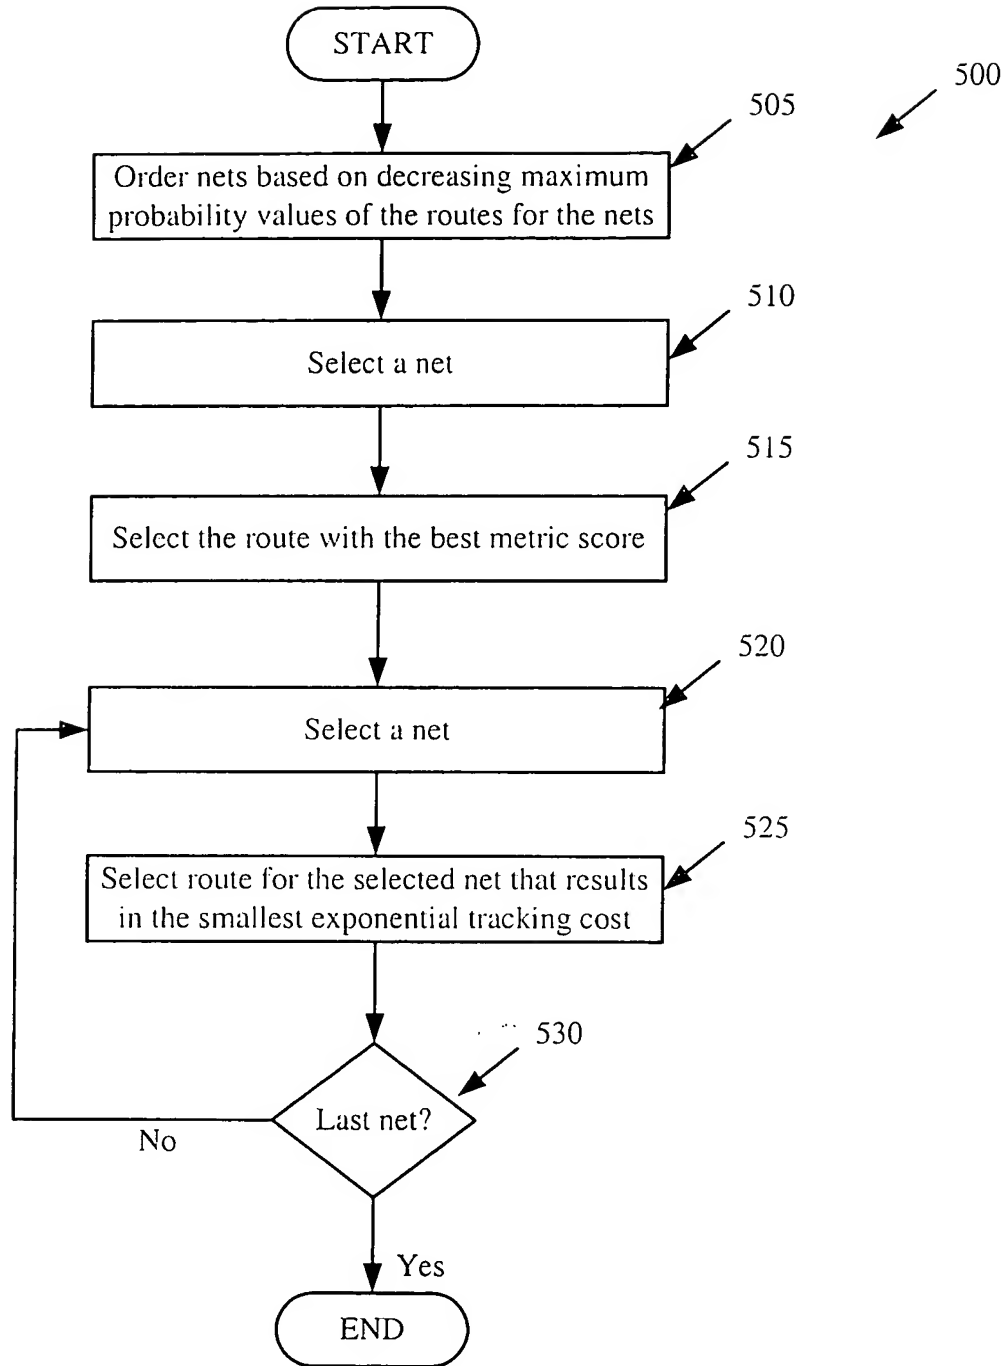 START
500
505
Order nets based on decreasing maximum
probability values of the routes for the nets
510
Select a net
515
Select the route with the best metric score
520
Select a net
525
Select route for the selected net that results
in the smallest exponential tracking cost
530
Last net?
No
Yes
END